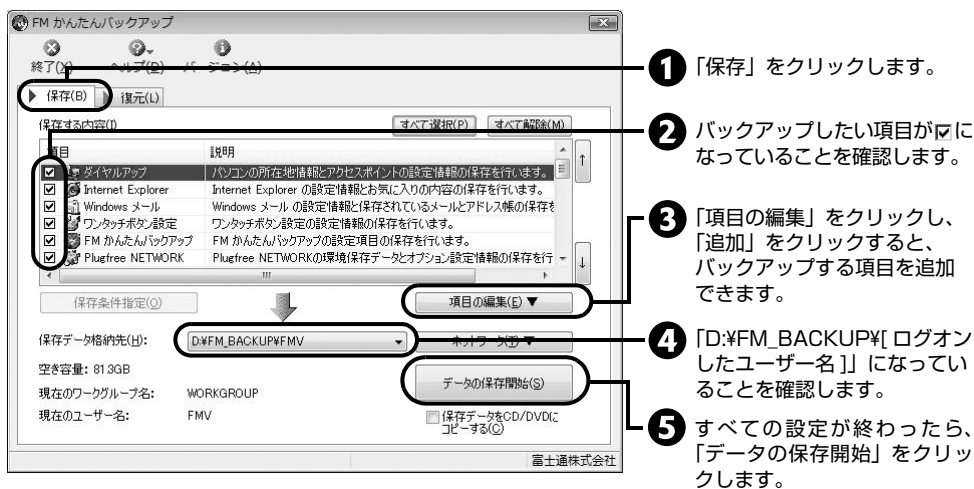 FM かんたんバックアップ
終了(X) ヘルプ(P) バージョン(A)
保存(B) 復元(L)
保存する内容(I) すべて選択(P) すべて解除(M)
項目 説明
ダイヤルアップ パソコンの所在地情報とアクセスポイントの設定情報の保存を行います。
Internet Explorer Internet Explorer の設定情報とお気に入りの内容の保存を行います。
Windows メール Windows メール の設定情報と保存されているメールとアドレス帳の保存を
ワンタッチボタン設定 ワンタッチボタン設定の設定情報の保存を行います。
FM かんたんバックアップ FM かんたんバックアップの設定項目の保存を行います。
Plugfree NETWORK Plugfree NETWORKの環境保存データとオプション設定情報の保存を行
保存条件指定(O) 項目の編集(E) ▼
保存データ格納先(H): D:¥FM_BACKUP¥FMV ネットワーク(T) ▼
空き容量: 81.3GB
現在のワークグループ名: WORKGROUP
現在のユーザー名: FMV
データの保存開始(S)
保存データをCD/DVDに
コピーする(C)
富士通株式会社
1 「保存」をクリックします。
2 バックアップしたい項目が☑に
なっていることを確認します。
3 「項目の編集」をクリックし、
「追加」をクリックすると、
バックアップする項目を追加
できます。
4 「D:¥FM_BACKUP¥[ ログオン
したユーザー名 ]」になってい
ることを確認します。
5 すべての設定が終わったら、
「データの保存開始」をクリッ
クします。